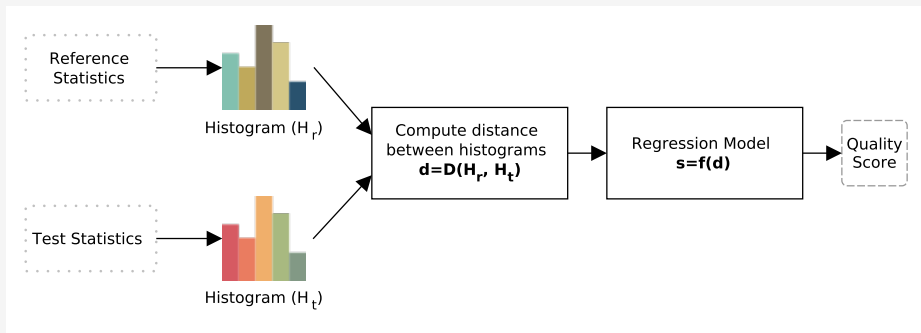 Reference
Statistics
Histogram (Hr)
Compute distance
between histograms
d=D(Hr, Ht)
Regression Model
s=f(d)
Quality
Score
Test Statistics
Histogram (Ht)